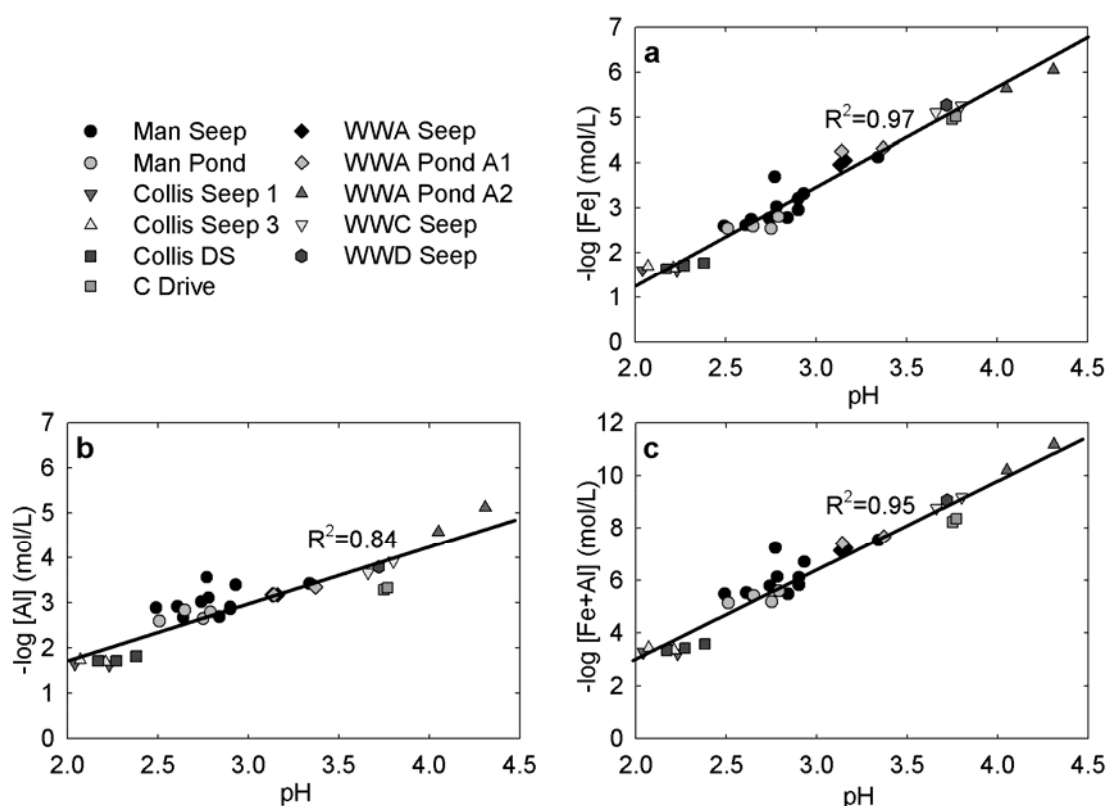 Man Seep
Man Pond
Collis Seep 1
Collis Seep 3
Collis DS
C Drive
WWA Seep
WWA Pond A1
WWA Pond A2
WWC Seep
WWD Seep
a
R²=0.97
-log [Fe] (mol/L)
7
6
5
4
3
2
1
0
2.0 2.5 3.0 3.5 4.0 4.5
pH
b
R²=0.84
-log [Al] (mol/L)
7
6
5
4
3
2
1
0
2.0 2.5 3.0 3.5 4.0 4.5
pH
c
R²=0.95
-log [Fe+Al] (mol/L)
12
10
8
6
4
2
0
2.0 2.5 3.0 3.5 4.0 4.5
pH